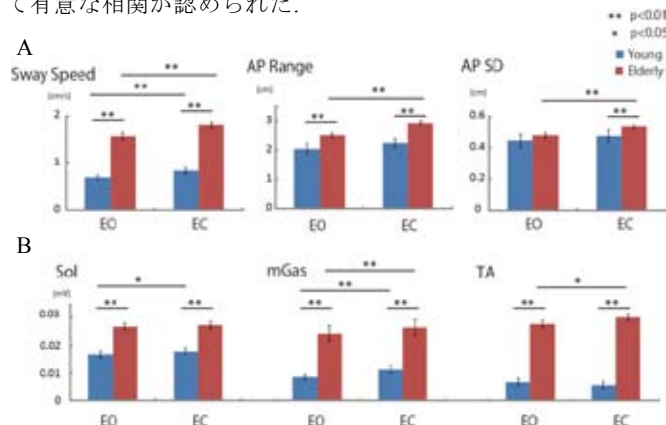 て有意な相関が認められた.
** p<0.01
* p<0.05
Young
Elderly
A
Sway Speed
AP Range
AP SD
[cm/s]
[cm]
[cm]
**
**
**
**
**
**
**
**
**
2
1
0
3
2
1
0
0.6
0.4
0.2
0
EO
EC
EO
EC
EO
EC
B
Sol
mGas
TA
[mV]
*
**
**
*
**
**
**
**
**
**
0.03
0.02
0.01
0
EO
EC
EO
EC
EO
EC